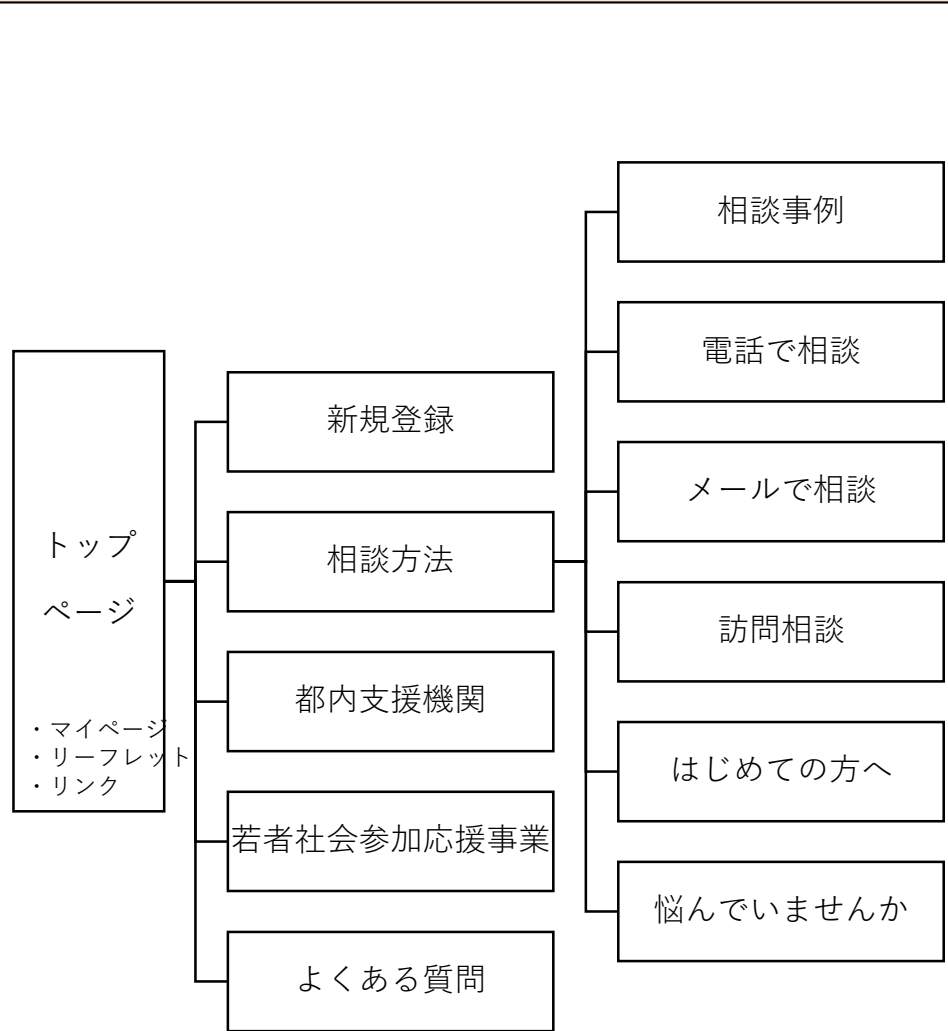 トップ
ページ
・マイページ
・リーフレット
・リンク
新規登録
相談方法
都内支援機関
若者社会参加応援事業
よくある質問
相談事例
電話で相談
メールで相談
訪問相談
はじめての方へ
悩んでいませんか